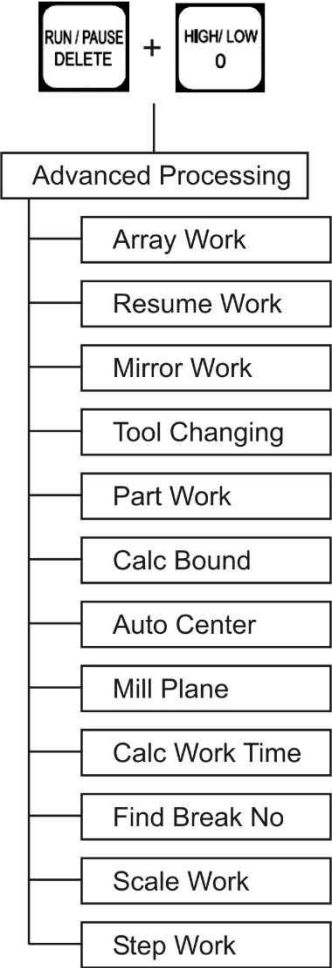 RUN / PAUSE
DELETE
+
HIGH/ LOW
0
Advanced Processing
Array Work
Resume Work
Mirror Work
Tool Changing
Part Work
Calc Bound
Auto Center
Mill Plane
Calc Work Time
Find Break No
Scale Work
Step Work